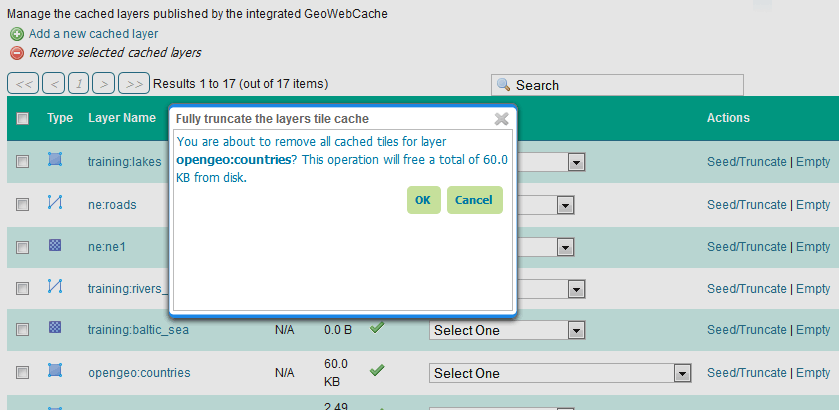 Manage the cached layers published by the integrated GeoWebCache
Add a new cached layer
Remove selected cached layers
<< < 1 > >> Results 1 to 17 (out of 17 items) Search
Type Layer Name Actions
Fully truncate the layers tile cache
You are about to remove all cached tiles for layer
opengeo:countries? This operation will free a total of 60.0
KB from disk.
OK Cancel
training:lakes Seed/Truncate | Empty
ne:roads Seed/Truncate | Empty
ne:ne1 Seed/Truncate | Empty
training:rivers_ Seed/Truncate | Empty
training:baltic_sea N/A 0.0 B Select One Seed/Truncate | Empty
opengeo:countries N/A 60.0 KB Select One Seed/Truncate | Empty
2.49